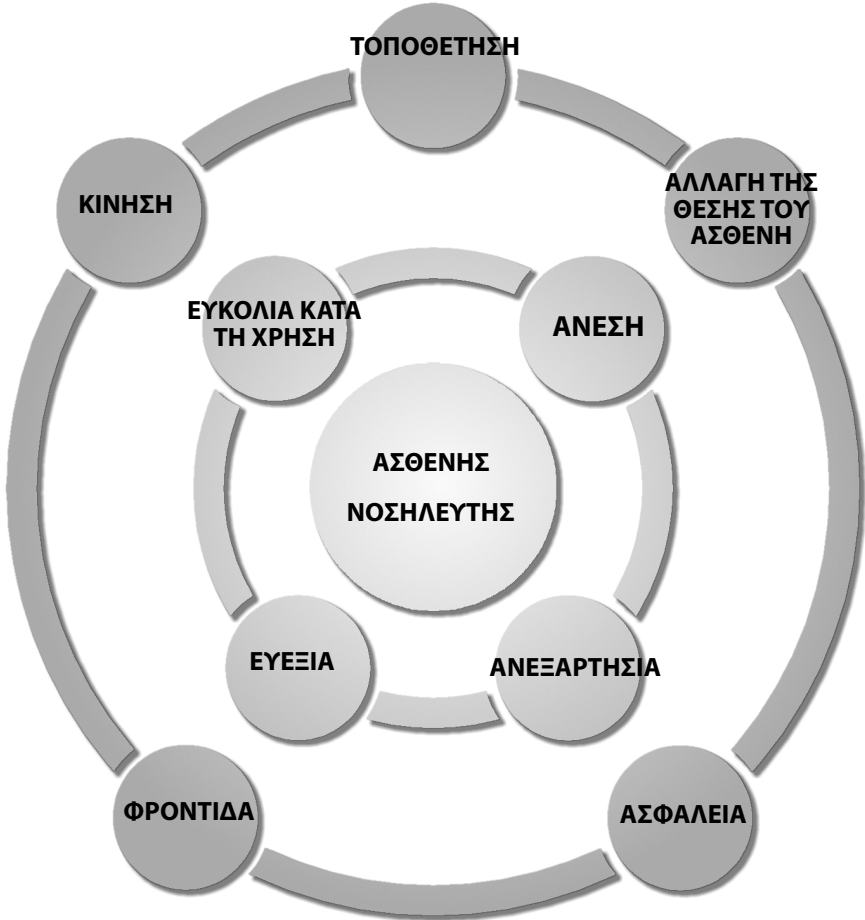 ΤΟΠΟΘΕΤΗΣΗ
ΚΙΝΗΣΗ
ΑΛΛΑΓΗ ΤΗΣ
ΘΕΣΗΣ ΤΟΥ
ΑΣΘΕΝΗ
ΕΥΚΟΛΙΑ ΚΑΤΑ
ΤΗ ΧΡΗΣΗ
ΑΝΕΣΗ
ΑΣΘΕΝΗΣ
ΝΟΣΗΛΕΥΤΗΣ
ΕΥΕΞΙΑ
ΑΝΕΞΑΡΤΗΣΙΑ
ΦΡΟΝΤΙΔΑ
ΑΣΦΑΛΕΙΑ